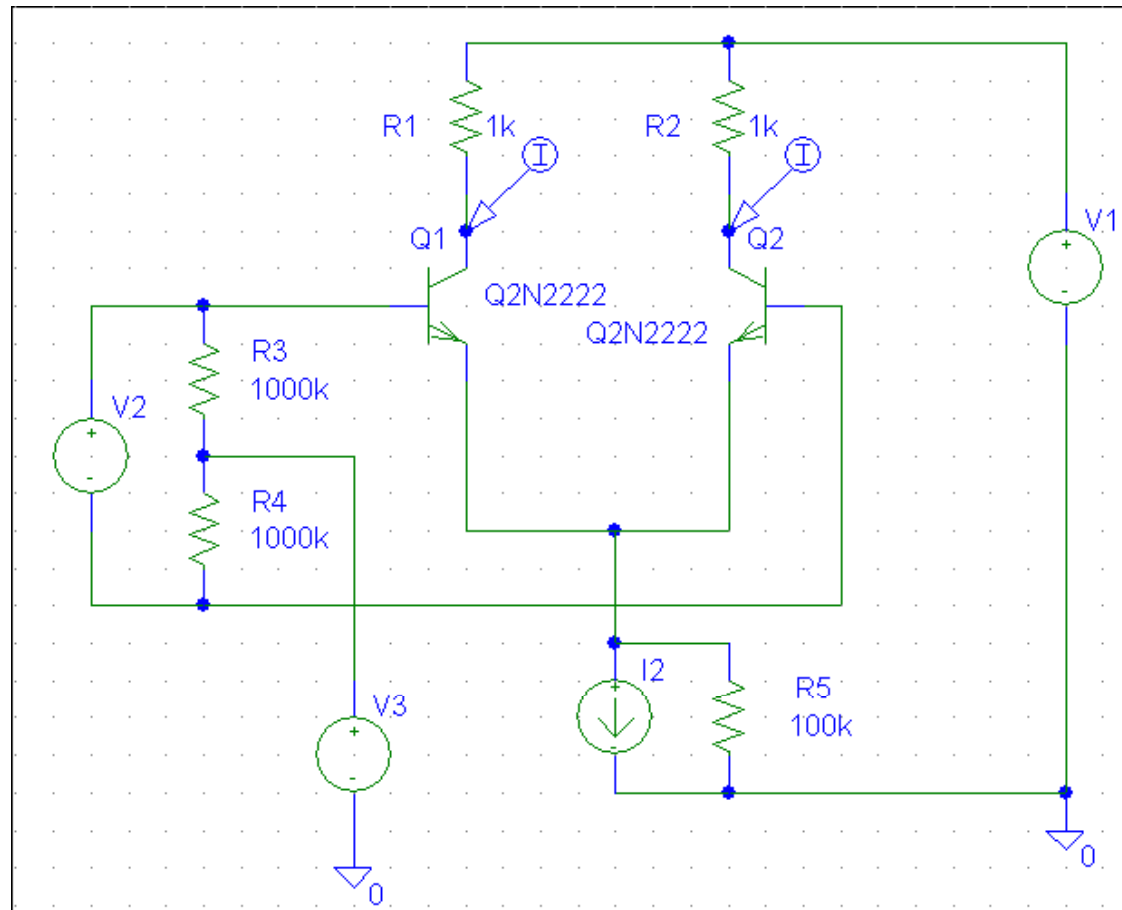 R1
1k
I
R2
1k
I
V1
+
-
Q1
Q2
Q2N2222
Q2N2222
R3
1000k
V2
+
-
R4
1000k
I2
+
-
R5
100k
V3
+
-
0
0